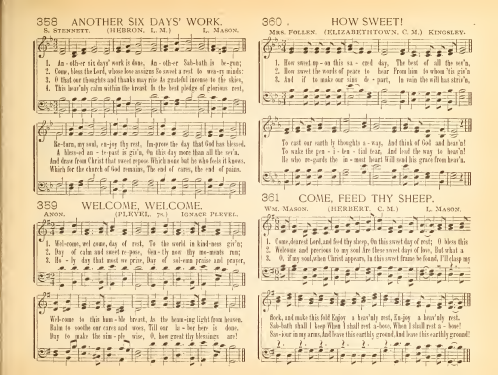 358 ANOTHER SIX DAYS' WORK.
S. STENNETT. (HEBRON, L. M.) L. MASON.
1. An - oth-er six days' work is done, An - oth-er Sab-bath is be - gun;
2. Come, bless the Lord, whose love assigns So sweet a rest to wea-ry minds:
3. O that our thoughts and thanks may rise As grateful incense to the skies,
4. This heav'nly calm within the breast Is the best pledge of glorious rest,
Re-turn, my soul, en-joy thy rest, Im-prove the day that God has blessed.
A blessed an - te-past is giv'n, On this day more than all the sev'n.
And draw from Christ that sweet repose, Which none but he who feels it knows.
Which for the church of God remains, The end of cares, the end of pains.
359 WELCOME, WELCOME.
ANON. (PLEYEL, 7s.) IGNACE PLEYEL.
1. Wel-come, wel come, day of rest, To the world in kind-ness giv'n;
2. Day of calm and sweet re-pose, Gen-tly now thy mo-ments run;
3. Ho - ly day that most we prize, Day of sol-emn praise and prayer,
Wel-come to this hum - ble breast, As the beam-ing light from heaven.
Balm to soothe our cares and woes, Till our la - bor here is done.
Day to make the sim - ple wise, O, how great thy blessings are!
360 HOW SWEET!
MRS. FOLLEN. (ELIZABETHTOWN, C. M.) KINGSLEY.
1. How sweet, up - on this sa - cred day, The best of all the sev'n,
2. How sweet the words of peace to hear From him to whom 'tis giv'n
3. And if to make our sins de - part, In vain the will has striv'n,
To cast our earth ly thoughts a - way, And think of God and heav'n!
To wake the pen - i - ten - tial tear, And lead the way to heav'n!
He who re-gards the in - most heart Will send his grace from heav'n.
361 COME, FEED THY SHEEP.
WM. MASON. (HERBERT, C. M.) L. MASON.
1. Come, dearest Lord, and feed thy sheep, On this sweet day of rest; O bless this
2. Welcome and precious to my soul Are these sweet days of love, But what a
3. O, if my soul, when Christ appears, In this sweet frame be found, I'll clasp my
flock, and make this fold Enjoy a heav'nly rest, En-joy a heav'nly rest.
Sab-bath shall I keep When I shall rest a-bove, When I shall rest a - bove!
Sav-iour in my arms, And leave this earthly ground, And leave this earthly ground!